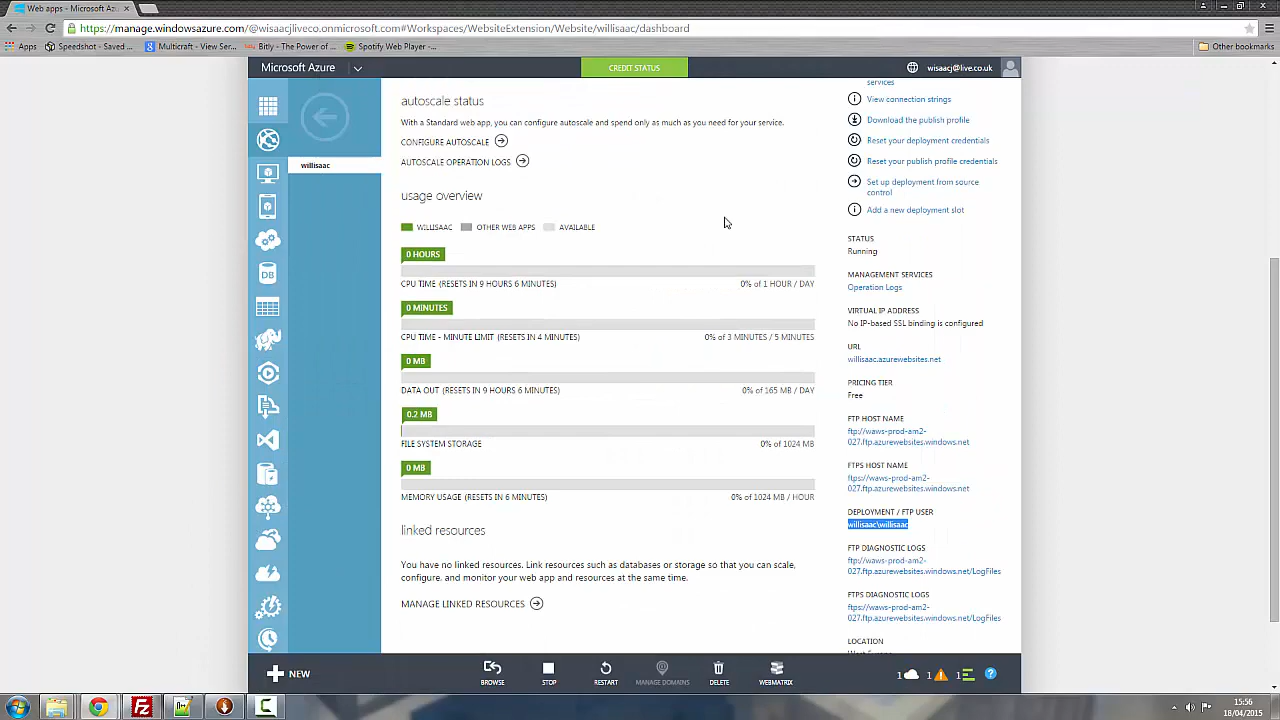 Web apps - Microsoft Az
https://manage.windowsazure.com/@wisaacjliveco.onmicrosoft.com#Workspaces/WebsiteExtension/Website/willisaac/dashboard
Apps
Speedshot - Saved ...
Multicraft - View Ser...
Bitly - The Power of ...
Spotify Web Player -...
Other bookmarks
Microsoft Azure
CREDIT STATUS
wisaacj@live.co.uk
willisaac
autoscale status
With a Standard web app, you can configure autoscale and spend only as much as you need for your service.
CONFIGURE AUTOSCALE
AUTOSCALE OPERATION LOGS
usage overview
WILLISAAC
OTHER WEB APPS
AVAILABLE
0 HOURS
CPU TIME (RESETS IN 9 HOURS 6 MINUTES)
0% of 1 HOUR / DAY
0 MINUTES
CPU TIME - MINUTE LIMIT (RESETS IN 4 MINUTES)
0% of 3 MINUTES / 5 MINUTES
0 MB
DATA OUT (RESETS IN 9 HOURS 6 MINUTES)
0% of 165 MB / DAY
0.2 MB
FILE SYSTEM STORAGE
0% of 1024 MB
0 MB
MEMORY USAGE (RESETS IN 6 MINUTES)
0% of 1024 MB / HOUR
linked resources
You have no linked resources. Link resources such as databases or storage so that you can scale,
configure, and monitor your web app and resources at the same time.
MANAGE LINKED RESOURCES
services
View connection strings
Download the publish profile
Reset your deployment credentials
Reset your publish profile credentials
Set up deployment from source
control
Add a new deployment slot
STATUS
Running
MANAGEMENT SERVICES
Operation Logs
VIRTUAL IP ADDRESS
No IP-based SSL binding is configured
URL
willisaac.azurewebsites.net
PRICING TIER
Free
FTP HOST NAME
ftp://waws-prod-am2-
027.ftp.azurewebsites.windows.net
FTPS HOST NAME
ftps://waws-prod-am2-
027.ftp.azurewebsites.windows.net
DEPLOYMENT / FTP USER
willisaac\willisaac
FTP DIAGNOSTIC LOGS
ftp://waws-prod-am2-
027.ftp.azurewebsites.windows.net/LogFiles
FTPS DIAGNOSTIC LOGS
ftps://waws-prod-am2-
027.ftp.azurewebsites.windows.net/LogFiles
LOCATION
West Europe
DB
NEW
BROWSE
STOP
RESTART
MANAGE DOMAINS
DELETE
WEBMATRIX
1
1
1
?
15:56
18/04/2015